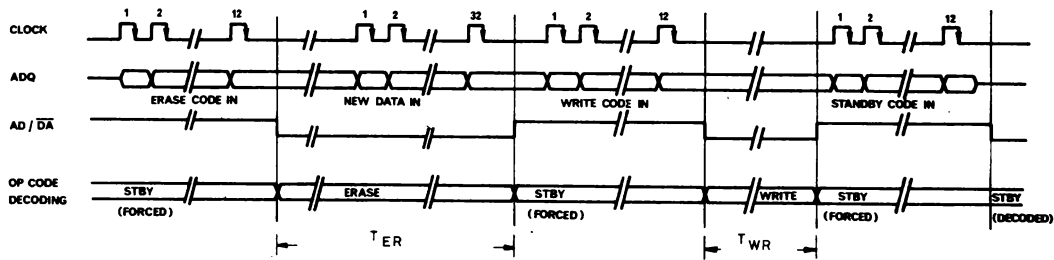 1 2 12 1 2 32 1 2 12 1 2 12
CLOCK
ADQ
ERASE CODE IN NEW DATA IN WRITE CODE IN STANDBY CODE IN
AD / DA
OP CODE DECODING
STBY ERASE STBY WRITE STBY STBY
(FORCED) (FORCED) (FORCED) (DECODED)
T ER T WR